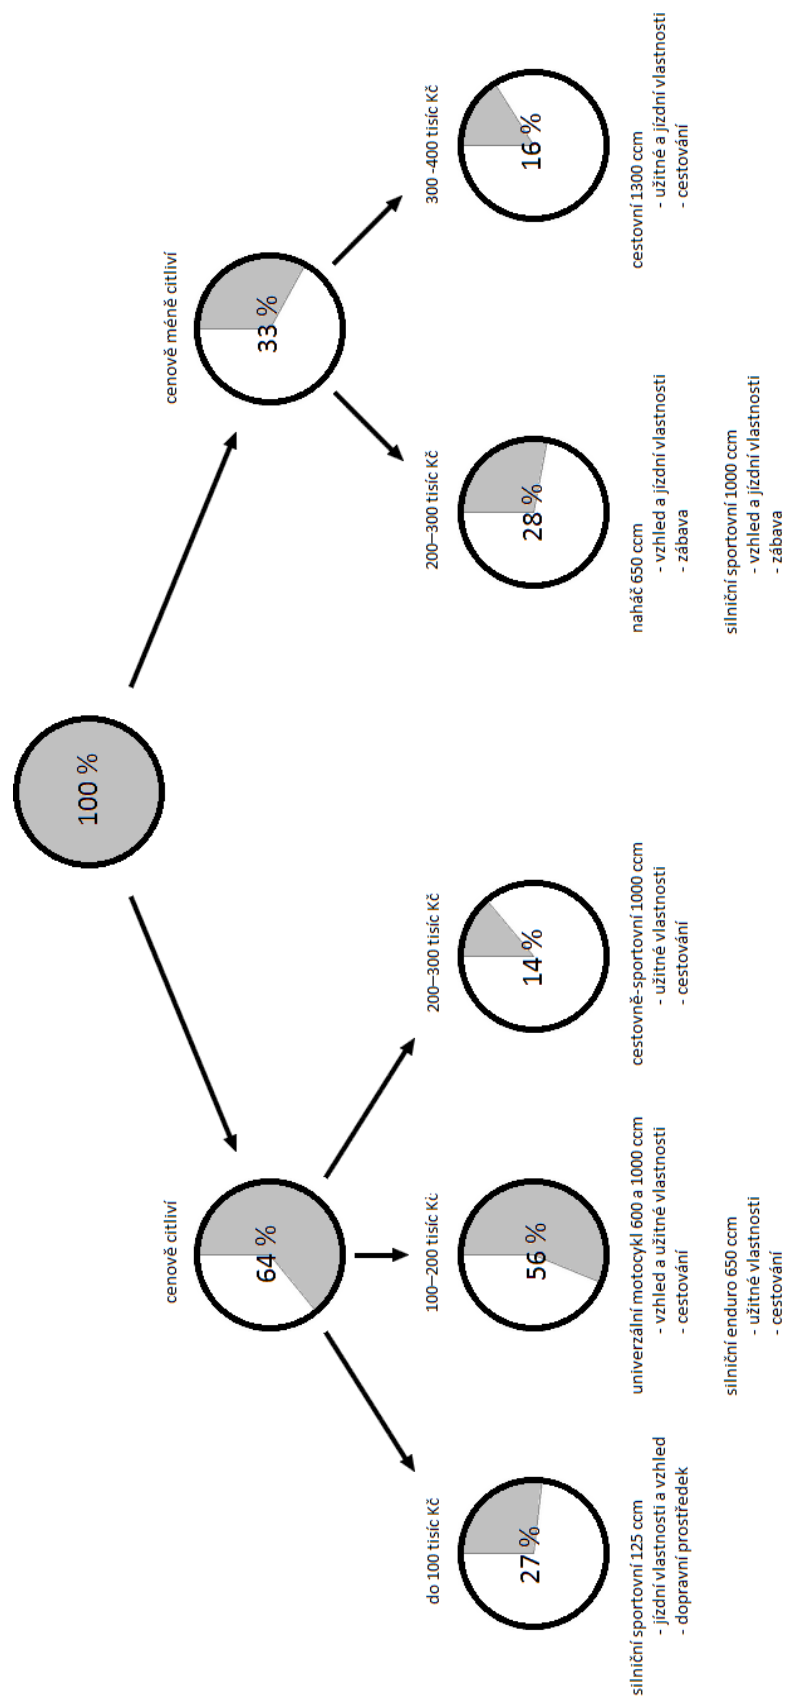 100 %
cenově citliví
64 %
cenově méně citliví
33 %
do 100 tisíc Kč
27 %
silniční sportovní 125 ccm
- jízdní vlastnosti a vzhled
- dopravní prostředek
100–200 tisíc Kč
56 %
univerzální motocykl 600 a 1000 ccm
- vzhled a užitné vlastnosti
- cestování
silniční enduro 650 ccm
- užitné vlastnosti
- cestování
200–300 tisíc Kč
14 %
cestovně-sportovní 1000 ccm
- užitné vlastnosti
- cestování
200–300 tisíc Kč
28 %
naháč 650 ccm
- vzhled a jízdní vlastnosti
- zábava
silniční sportovní 1000 ccm
- vzhled a jízdní vlastnosti
- zábava
300 -400 tisíc Kč
16 %
cestovní 1300 ccm
- užitné a jízdní vlastnosti
- cestování